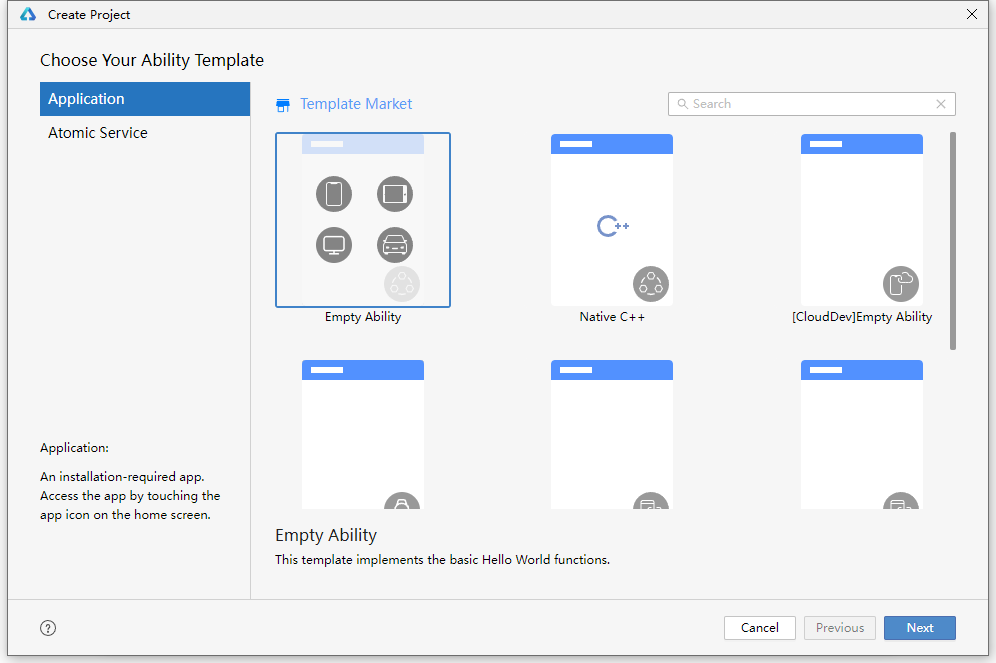 Create Project
Choose Your Ability Template
Application
Atomic Service
Template Market
Search
C++
Empty Ability
Native C++
[CloudDev]Empty Ability
Application:
An installation-required app.
Access the app by touching the
app icon on the home screen.
Empty Ability
This template implements the basic Hello World functions.
?
Cancel
Previous
Next